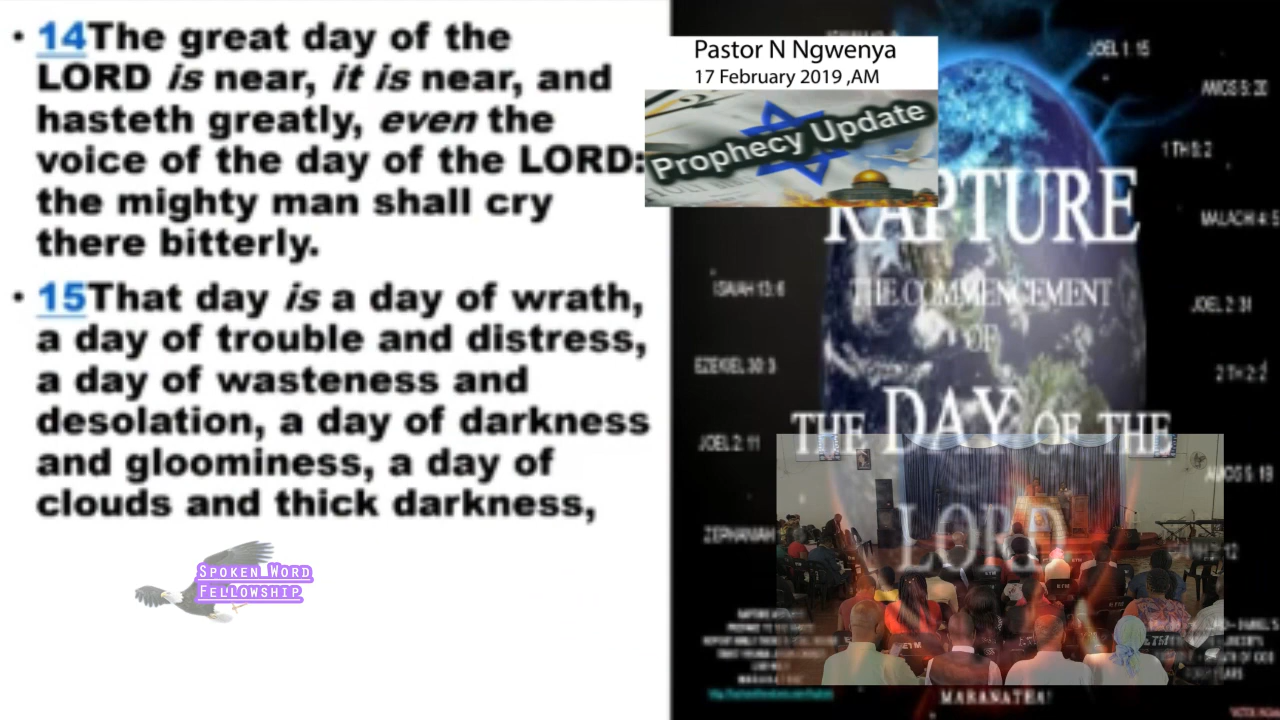 • 14The great day of the
LORD is near, it is near, and
hasteth greatly, even the
voice of the day of the LORD:
the mighty man shall cry
there bitterly.
• 15That day is a day of wrath,
a day of trouble and distress,
a day of wasteness and
desolation, a day of darkness
and gloominess, a day of
clouds and thick darkness,
SPOKEN WORD
FELLOWSHIP
Pastor N Ngwenya
17 February 2019 ,AM
Prophecy Update
JOEL 1: 15
AMOS 5: 20
1 TH 5:2
RAPTURE
MALACHI 4: 5
ISAIAH 13: 6
THE COMMENCEMENT
OF
JOEL 2: 31
EZEKIEL 30: 3
2 TH 2:2
THE DAY OF THE
JOEL 2: 11
AMOS 5: 18
LORD
ZEPHANIAH
MARANATHA!